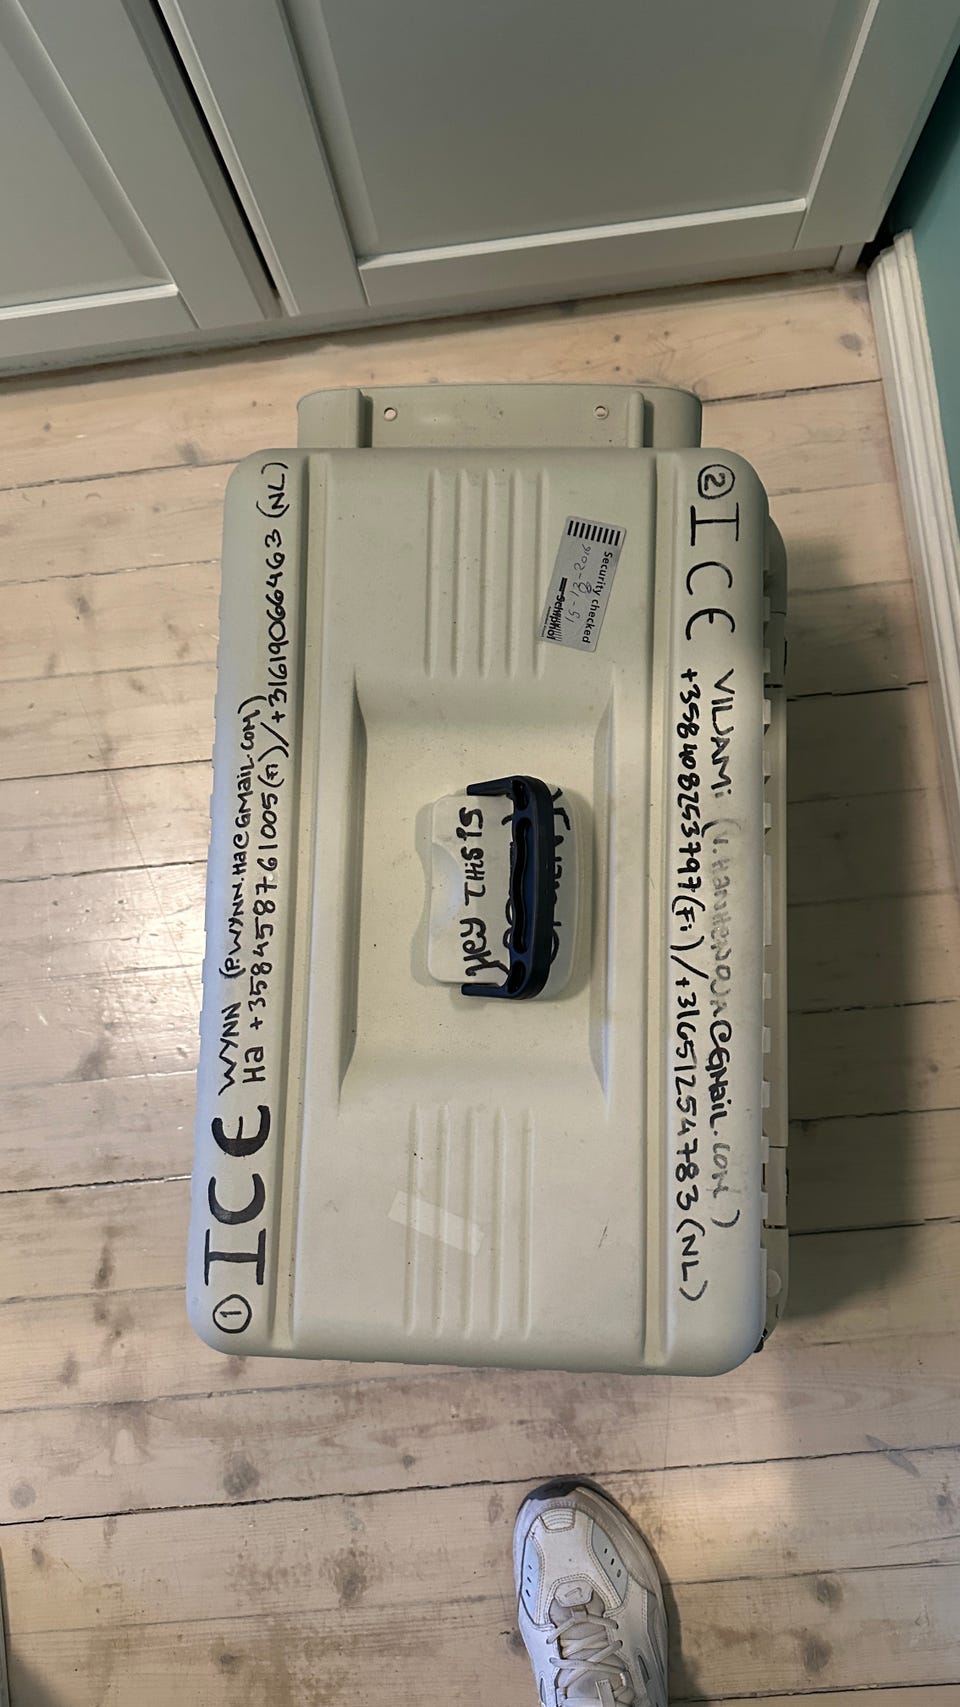 ① ICE WYNN (P.WYNN.HA@GMAIL.COM)
HA +358458761005(Fi)/+31619066463 (NL)
② ICE VILJAMi
+358408253797(Fi)/+31651254783(NL)
THiS iS
Security checked